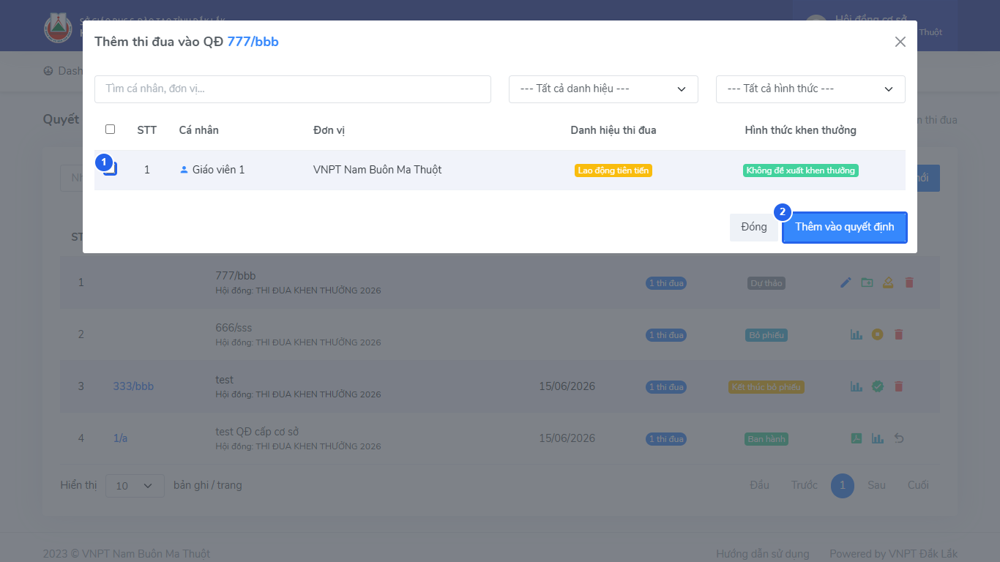 SỞ GIÁO DỤC & ĐÀO TẠO TỈNH ĐẮK LẮK
Hội đồng cơ sở
Thuột
Thêm thi đua vào QĐ 777/bbb
Dash
Tìm cá nhân, đơn vị...
--- Tất cả danh hiệu ---
--- Tất cả hình thức ---
Quyết
thi đua
STT
Cá nhân
Đơn vị
Danh hiệu thi đua
Hình thức khen thưởng
1
1
Giáo viên 1
VNPT Nam Buôn Ma Thuột
Lao động tiên tiến
Không đề xuất khen thưởng
2
Đóng
Thêm vào quyết định
ST
1
777/bbb
Hội đồng: THI ĐUA KHEN THƯỞNG 2026
1 thi đua
Dự thảo
2
666/sss
Hội đồng: THI ĐUA KHEN THƯỞNG 2026
1 thi đua
Bỏ phiếu
3
333/bbb
test
Hội đồng: THI ĐUA KHEN THƯỞNG 2026
15/06/2026
1 thi đua
Kết thúc bỏ phiếu
4
1/a
test QĐ cấp cơ sở
Hội đồng: THI ĐUA KHEN THƯỞNG 2026
15/06/2026
1 thi đua
Ban hành
Hiển thị
10
bản ghi / trang
Đầu
Trước
1
Sau
Cuối
2023 © VNPT Nam Buôn Ma Thuột
Hướng dẫn sử dụng
Powered by VNPT Đắk Lắk